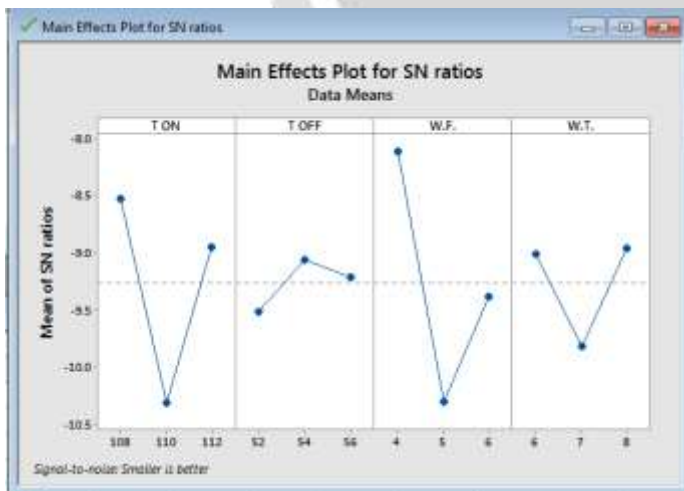 Main Effects Plot for SN ratios
Main Effects Plot for SN ratios
Data Means
T ON T OFF W.F. W.T.
Mean of SN ratios
-8.0
-8.5
-9.0
-9.5
-10.0
-10.5
108 110 112 52 54 56 4 5 6 6 7 8
Signal-to-noise: Smaller is better